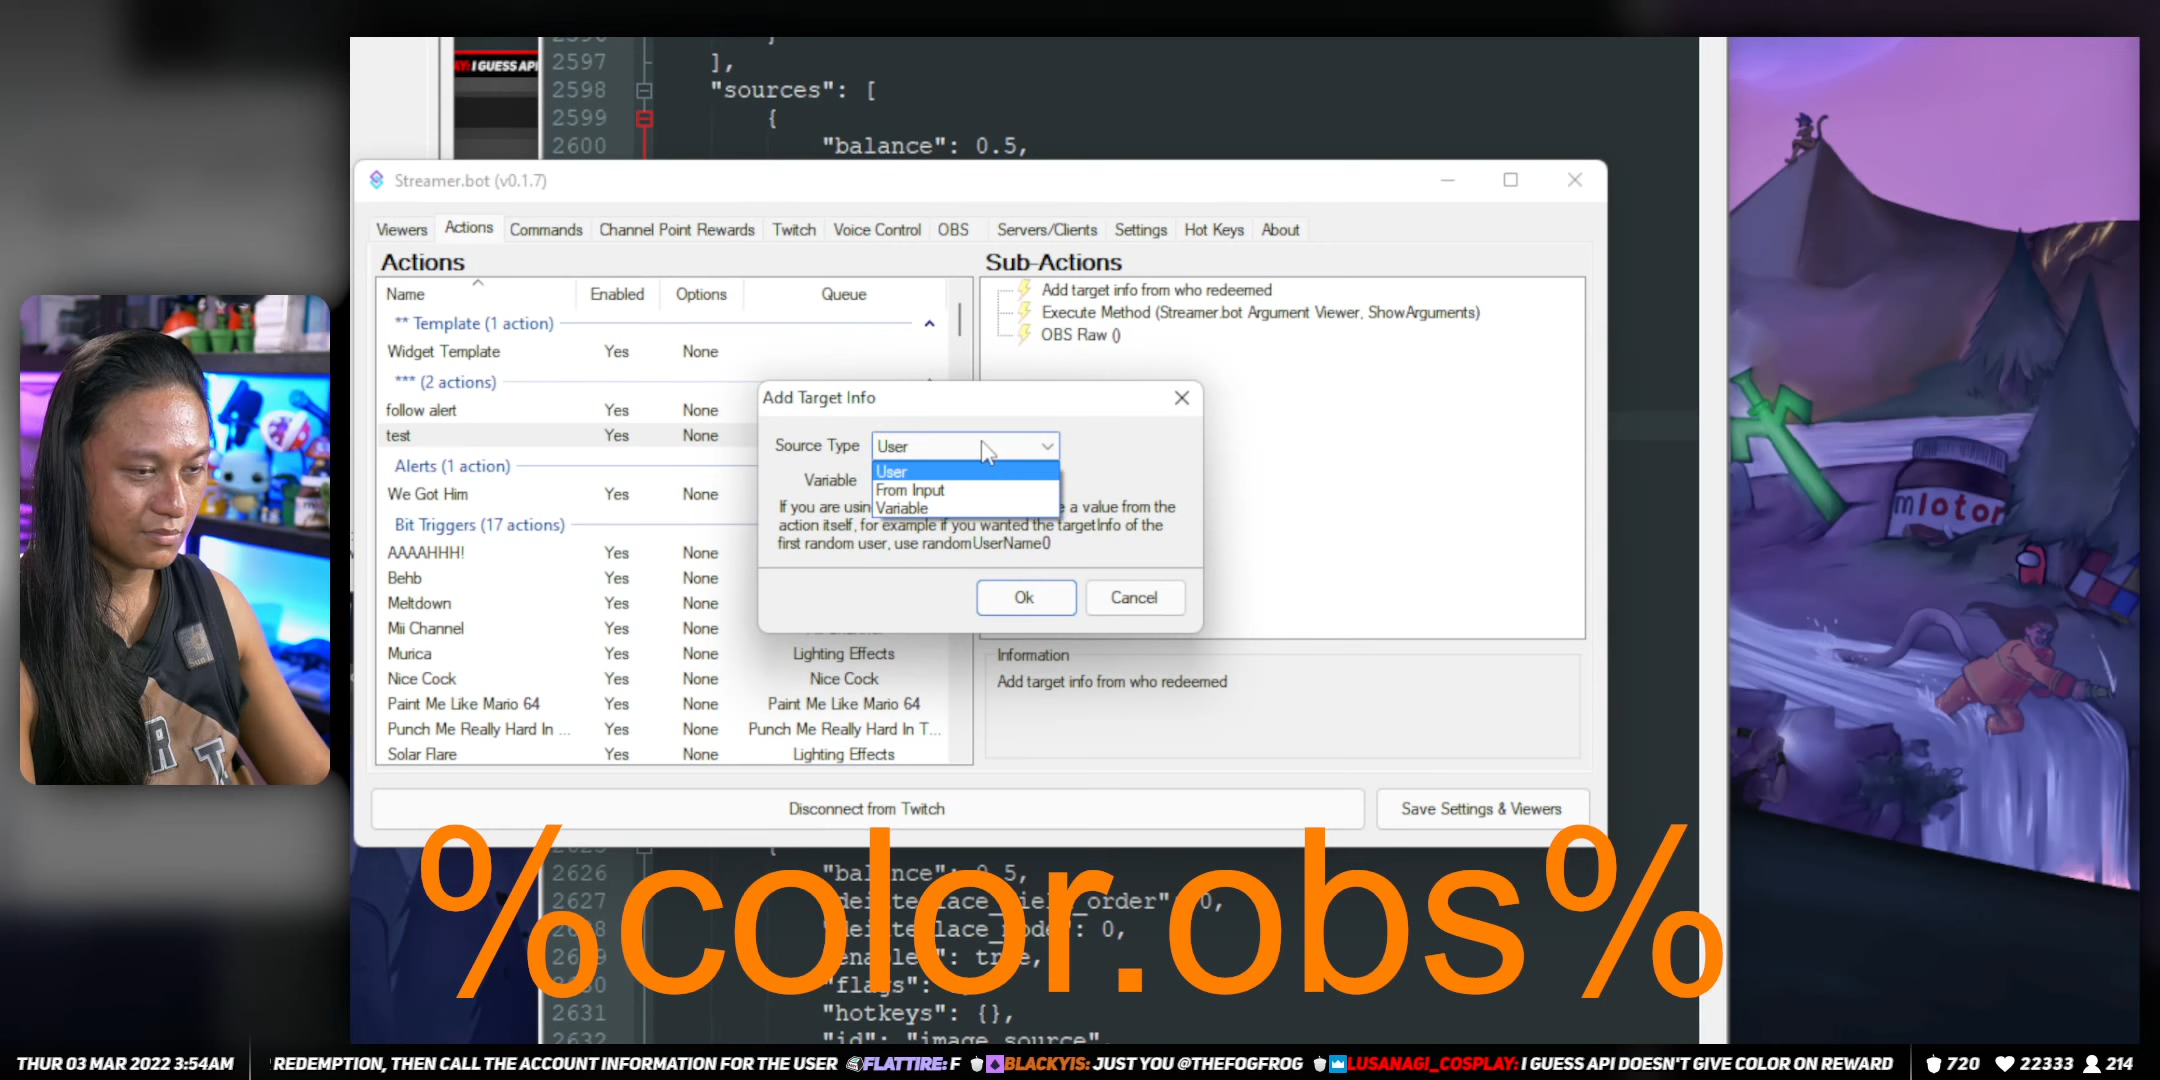 2597 ],
I GUESS API
2598 "sources": [
2599 {
2600 "balance": 0.5,
Streamer.bot (v0.1.7)
Viewers Actions Commands Channel Point Rewards Twitch Voice Control OBS Servers/Clients Settings Hot Keys About
Actions
Name Enabled Options Queue
** Template (1 action)
Widget Template Yes None
*** (2 actions)
follow alert Yes None
test Yes None
Alerts (1 action)
We Got Him Yes None
Bit Triggers (17 actions)
AAAAHHH! Yes None
Behb Yes None
Meltdown Yes None
Mii Channel Yes None
Murica Yes None Lighting Effects
Nice Cock Yes None Nice Cock
Paint Me Like Mario 64 Yes None Paint Me Like Mario 64
Punch Me Really Hard In ... Yes None Punch Me Really Hard In T...
Solar Flare Yes None Lighting Effects
Sub-Actions
Add target info from who redeemed
Execute Method (Streamer.bot Argument Viewer, ShowArguments)
OBS Raw ()
Add Target Info
Source Type User
User
From Input
Variable
Variable
If you are usin a value from the
action itself, for example if you wanted the targetInfo of the
first random user, use randomUserName0
Ok Cancel
Information
Add target info from who redeemed
Disconnect from Twitch
Save Settings & Viewers
%color.obs%
2626
2627
2631 "hotkeys": {},
2632 "id": "image_source",
mlotor
THUR 03 MAR 2022 3:54AM
REDEMPTION, THEN CALL THE ACCOUNT INFORMATION FOR THE USER FLATTIRE: F BLACKYIS: JUST YOU @THEFOGFROG LUSANAGI_COSPLAY: I GUESS API DOESN'T GIVE COLOR ON REWARD
720 22333 214